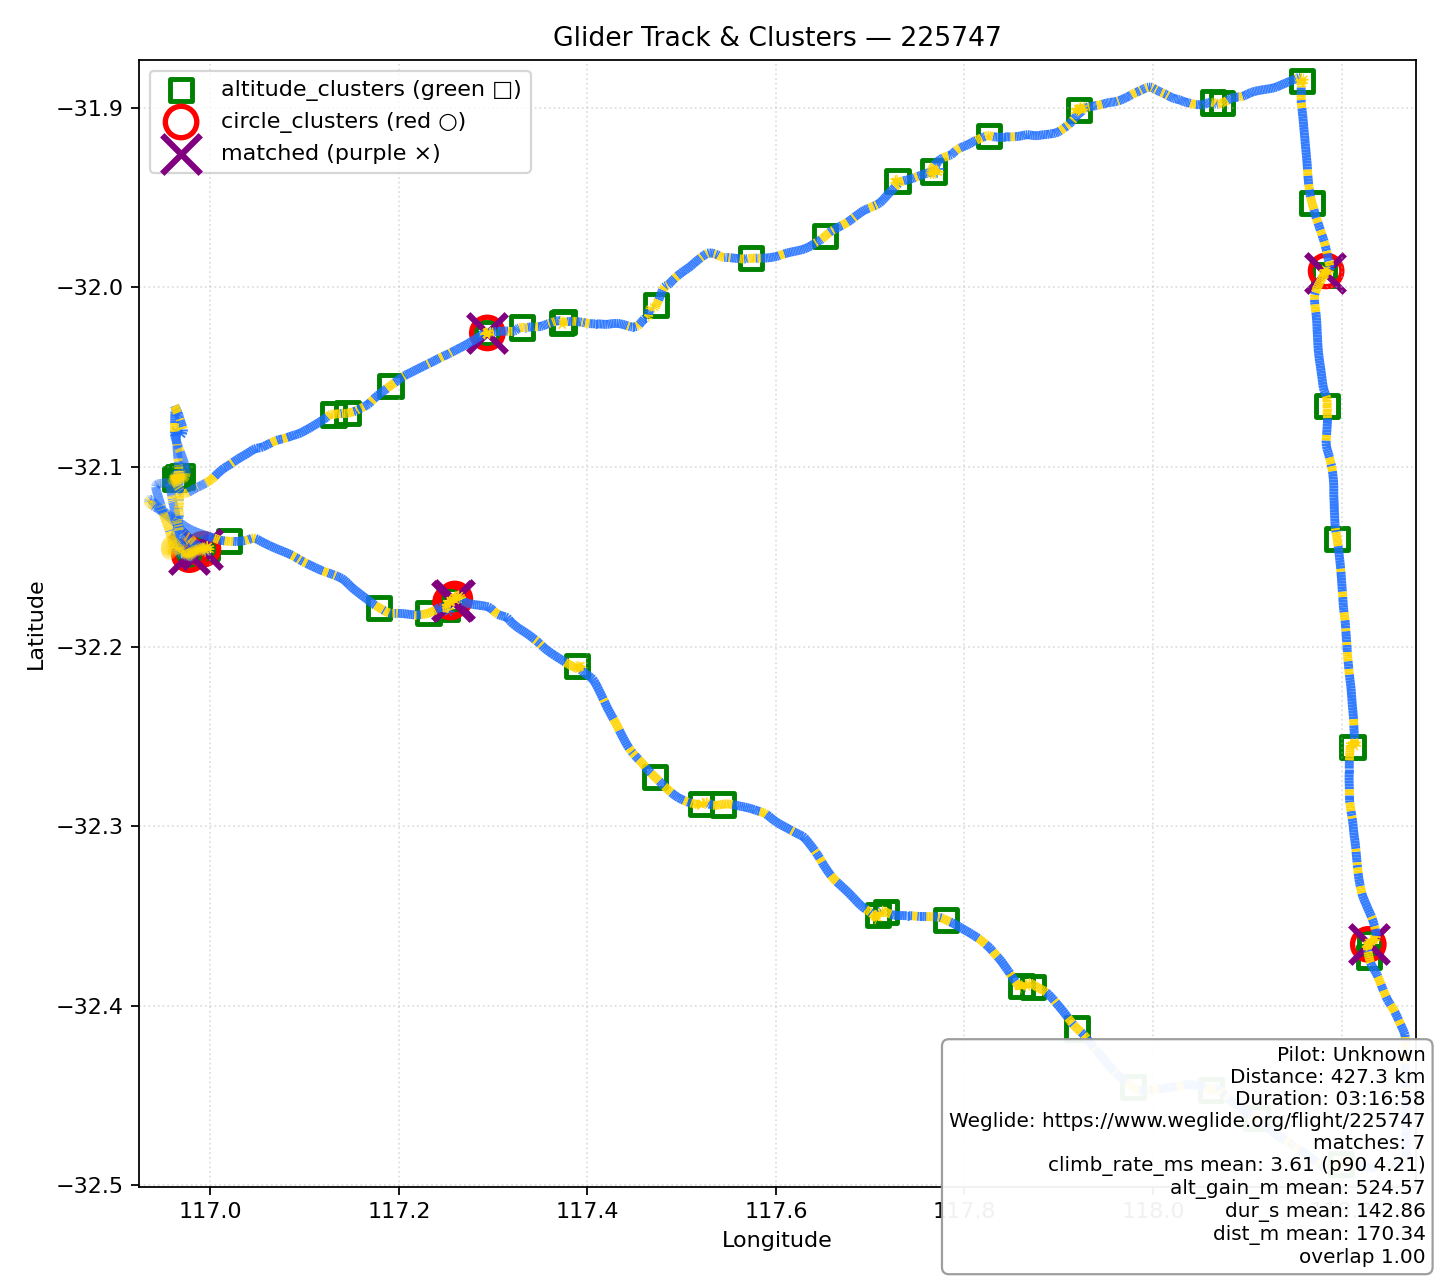 Glider Track & Clusters — 225747
altitude_clusters (green □)
circle_clusters (red ○)
matched (purple ×)
−31.9
−32.0
−32.1
−32.2
−32.3
−32.4
−32.5
Latitude
117.0
117.2
117.4
117.6
117.8
118.0
Longitude
Pilot: Unknown
Distance: 427.3 km
Duration: 03:16:58
Weglide: https://www.weglide.org/flight/225747
matches: 7
climb_rate_ms mean: 3.61 (p90 4.21)
alt_gain_m mean: 524.57
dur_s mean: 142.86
dist_m mean: 170.34
overlap 1.00